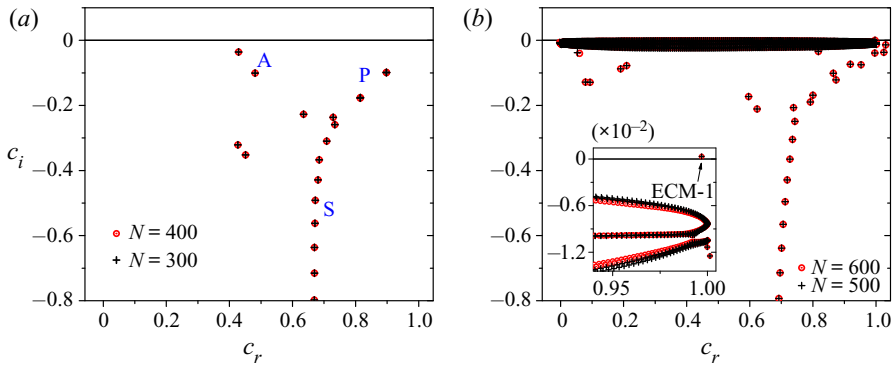 (a)
0
−0.2
−0.4
−0.6
−0.8
c_i
A
P
S
N = 400
N = 300
0 0.2 0.4 0.6 0.8 1.0
c_r
(b)
0
−0.2
−0.4
−0.6
−0.8
(×10⁻²)
0
−0.6
−1.2
ECM-1
0.95 1.00
N = 600
N = 500
0 0.2 0.4 0.6 0.8 1.0
c_r